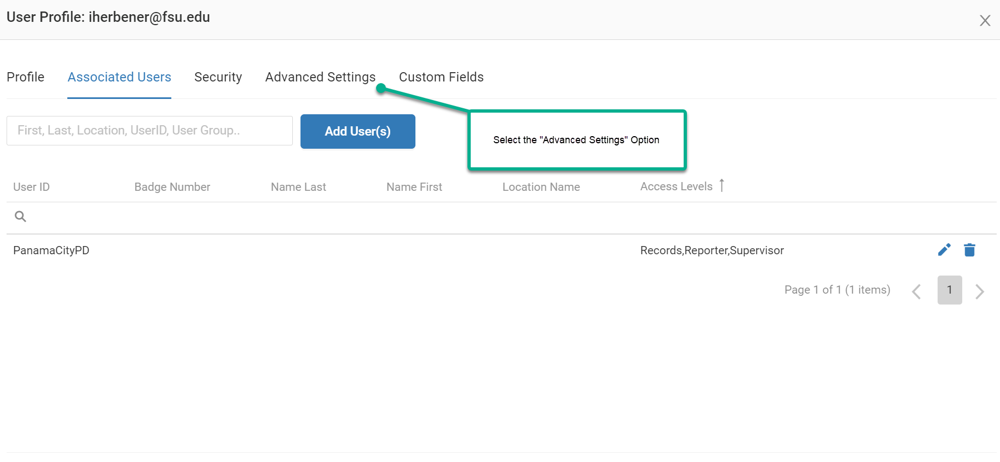 User Profile: iherbener@fsu.edu
Profile Associated Users Security Advanced Settings Custom Fields
First, Last, Location, UserID, User Group.. Add User(s)
Select the "Advanced Settings" Option
User ID Badge Number Name Last Name First Location Name Access Levels
PanamaCityPD Records,Reporter,Supervisor
Page 1 of 1 (1 items) 1